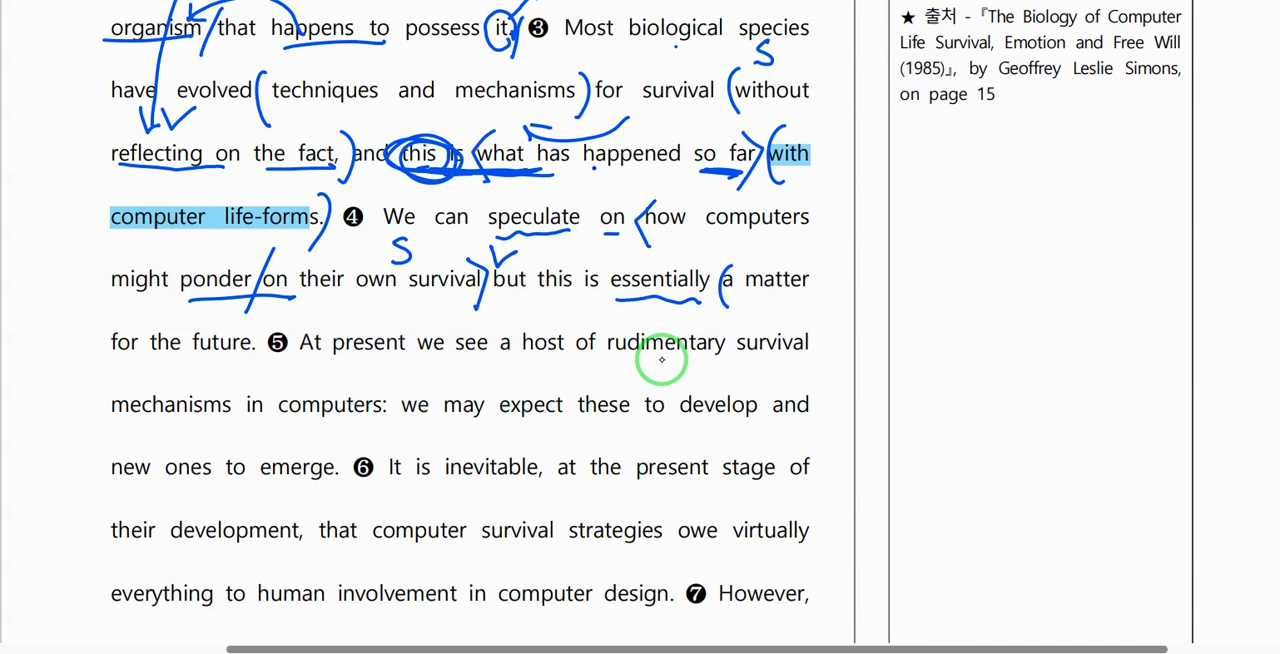 organism that happens to possess it. ❸ Most biological species
have evolved techniques and mechanisms for survival without
reflecting on the fact, and this is what has happened so far with
computer life-forms. ❹ We can speculate on how computers
might ponder on their own survival but this is essentially a matter
for the future. ❺ At present we see a host of rudimentary survival
mechanisms in computers: we may expect these to develop and
new ones to emerge. ❻ It is inevitable, at the present stage of
their development, that computer survival strategies owe virtually
everything to human involvement in computer design. ❼ However,
S
S
V
★ 출처 - 『The Biology of Computer
Life Survival, Emotion and Free Will
(1985)』, by Geoffrey Leslie Simons,
on page 15